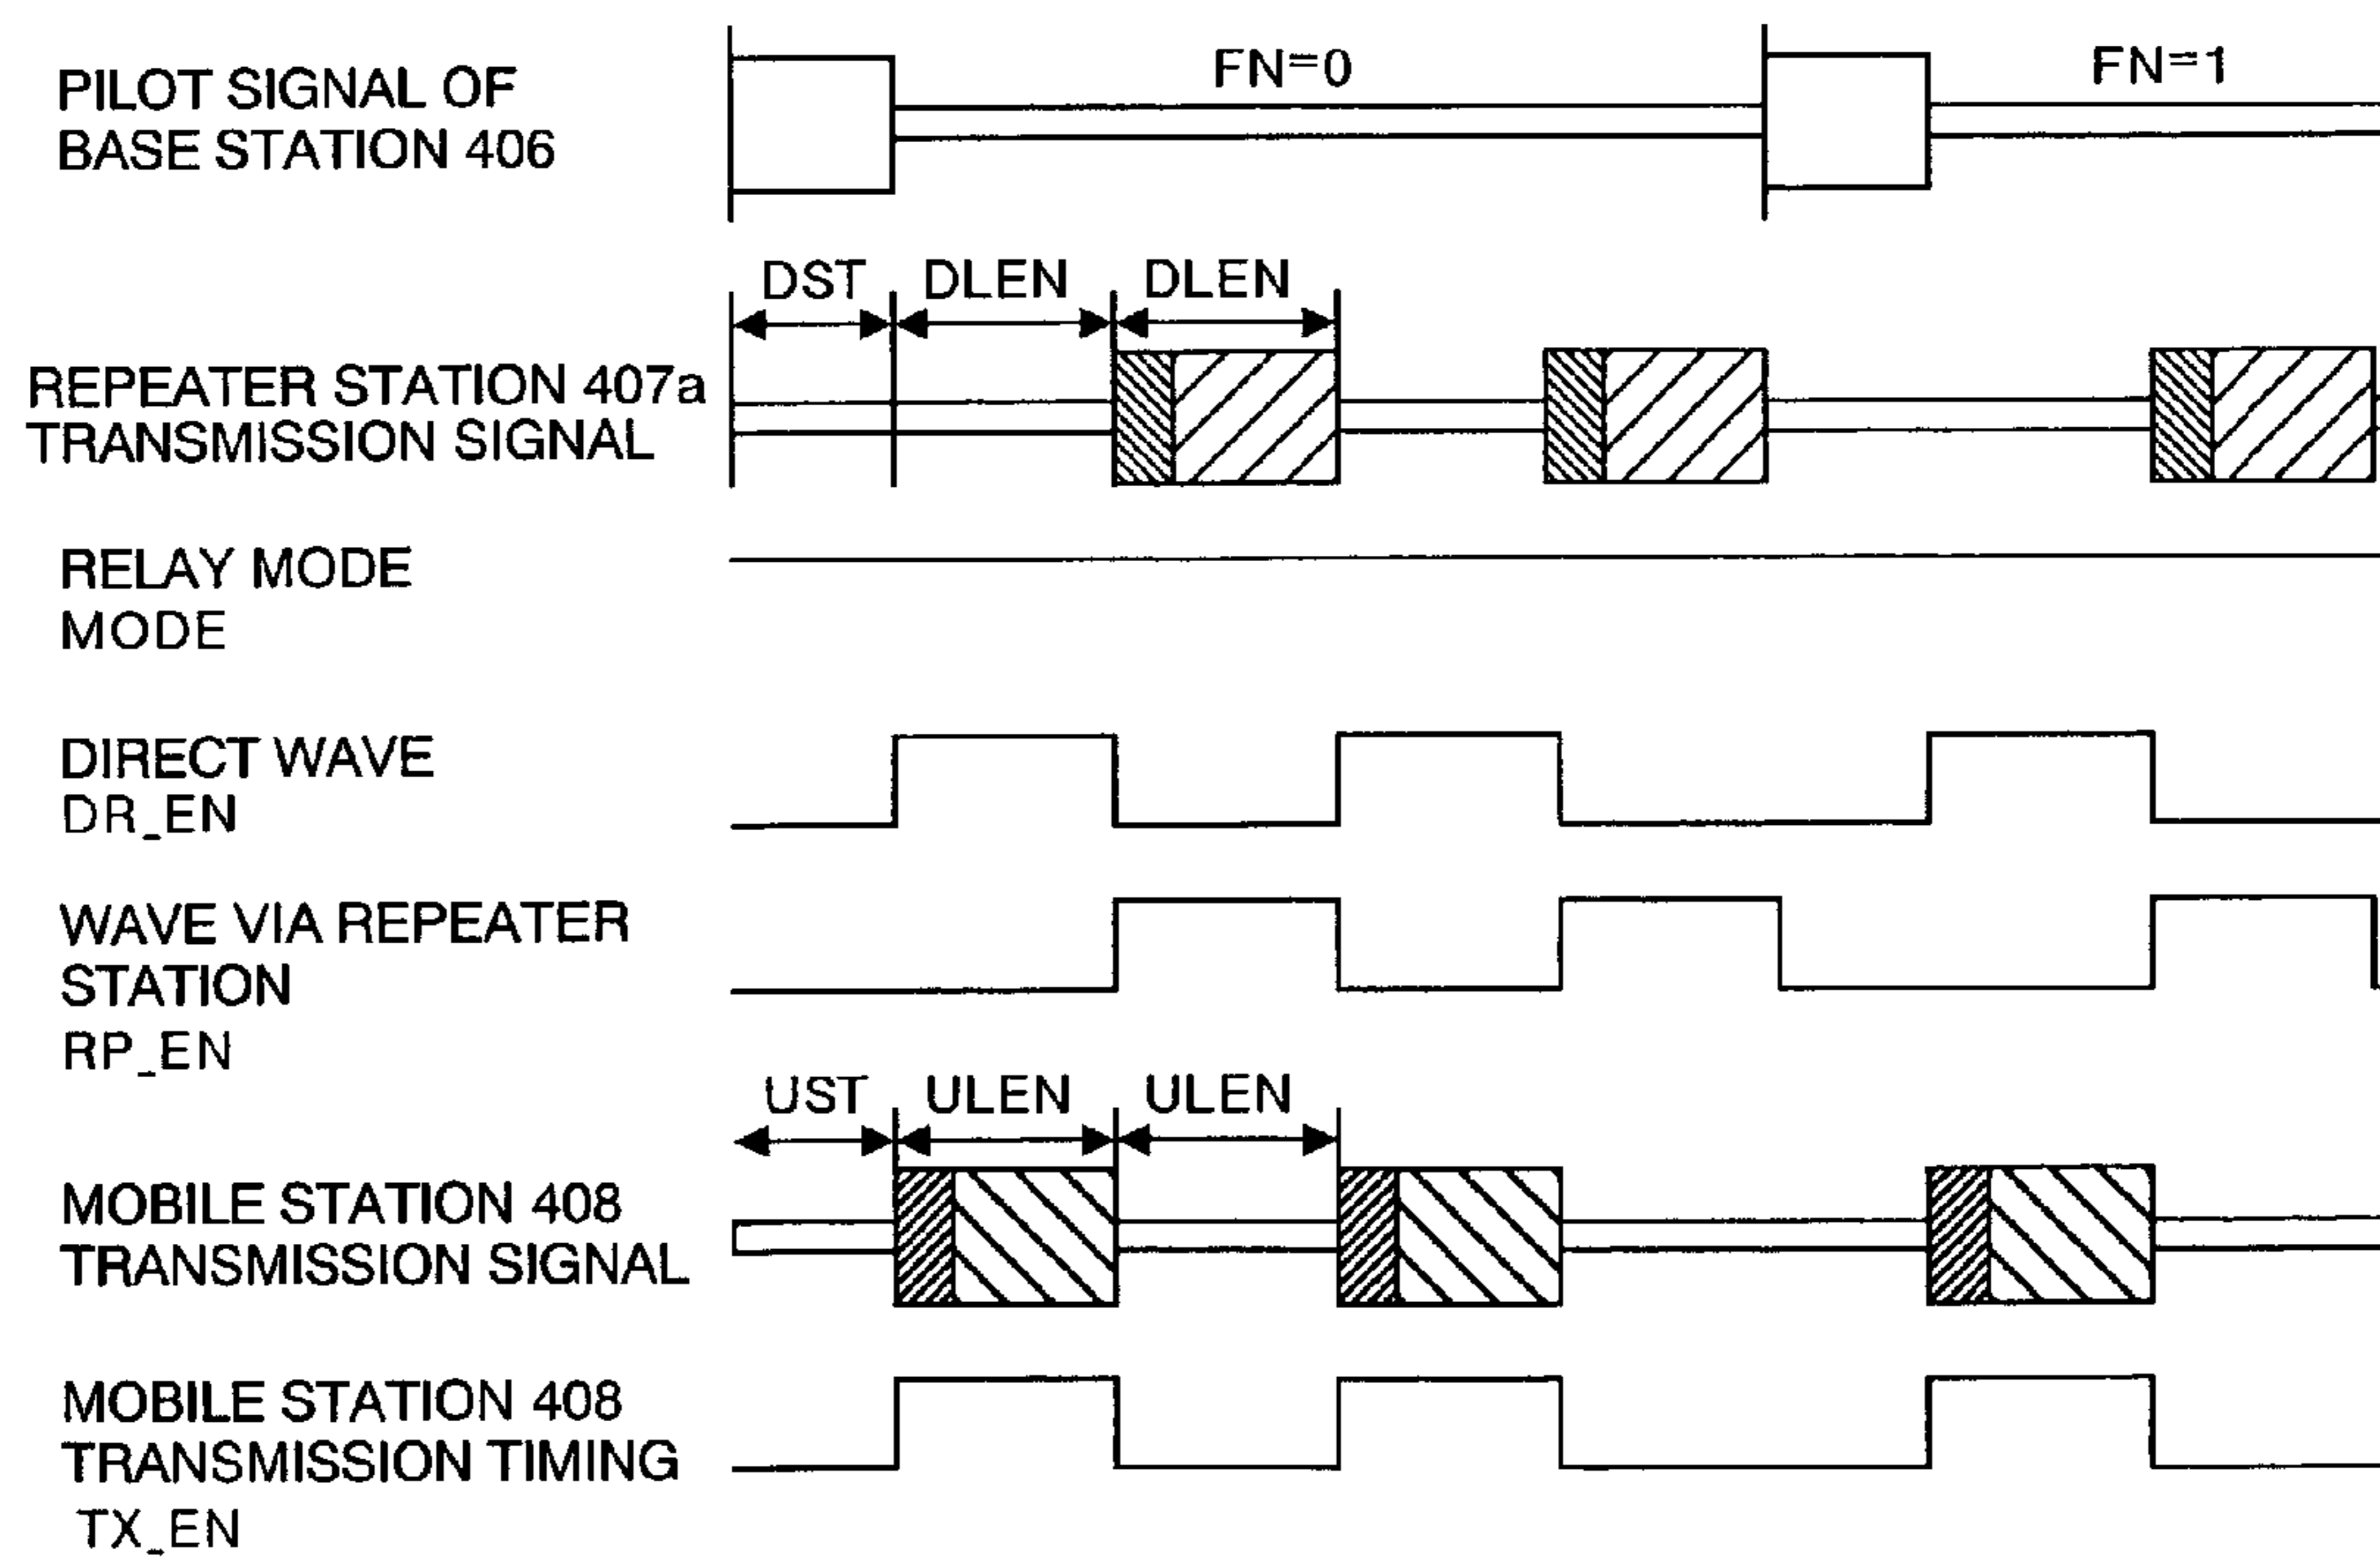 PILOT SIGNAL OF
BASE STATION 406
FN=0
FN=1
DST
DLEN
DLEN
REPEATER STATION 407a
TRANSMISSION SIGNAL
RELAY MODE
MODE
DIRECT WAVE
DR_EN
WAVE VIA REPEATER
STATION
RP_EN
UST
ULEN
ULEN
MOBILE STATION 408
TRANSMISSION SIGNAL
MOBILE STATION 408
TRANSMISSION TIMING
TX_EN